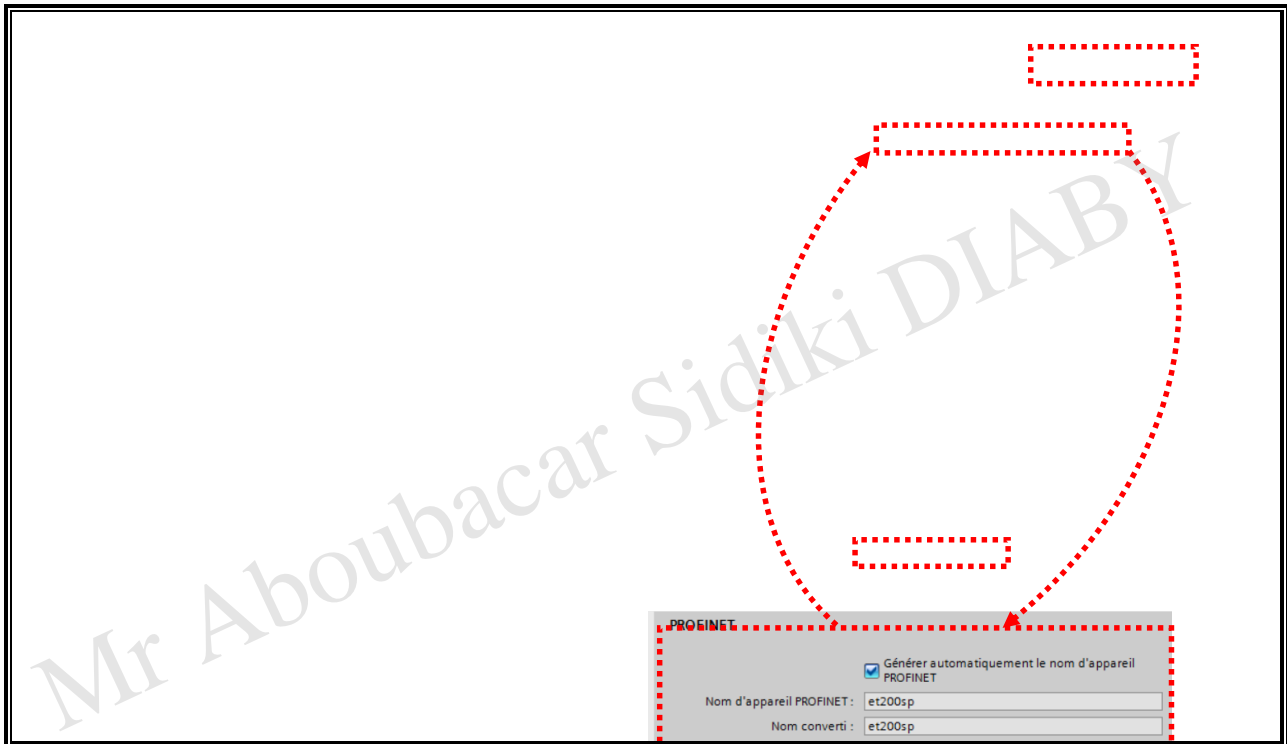 Mr Aboubacar Sidiki DIABY
PROFINET
Générer automatiquement le nom d'appareil
PROFINET
Nom d'appareil PROFINET : et200sp
Nom converti : et200sp